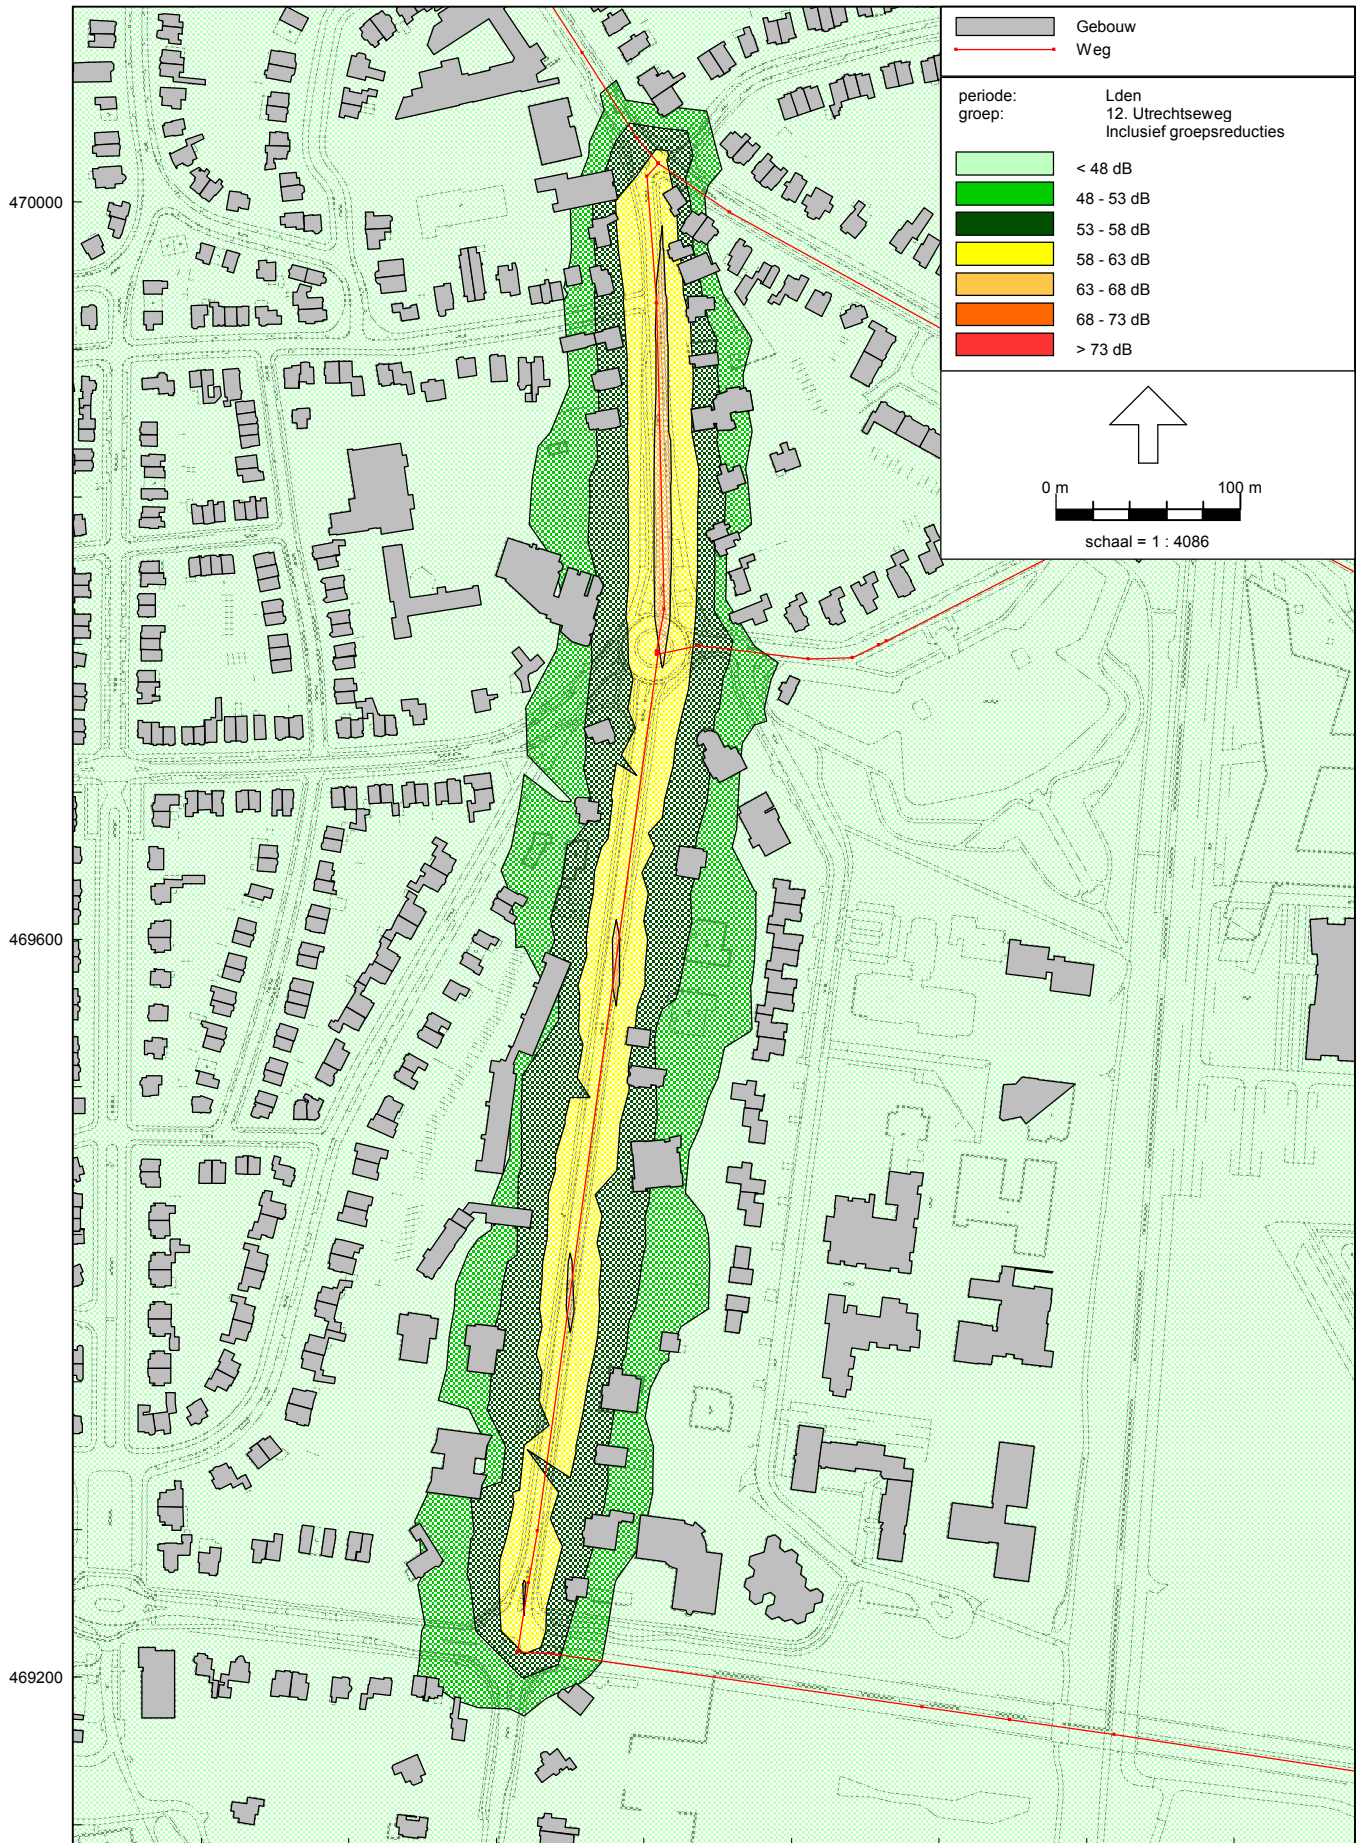 Gebouw
Weg
periode: Lden
groep: 12. Utrechtseweg
Inclusief groepsreducties
< 48 dB
48 - 53 dB
53 - 58 dB
58 - 63 dB
63 - 68 dB
68 - 73 dB
> 73 dB
0 m 100 m
schaal = 1 : 4086
470000
469600
469200